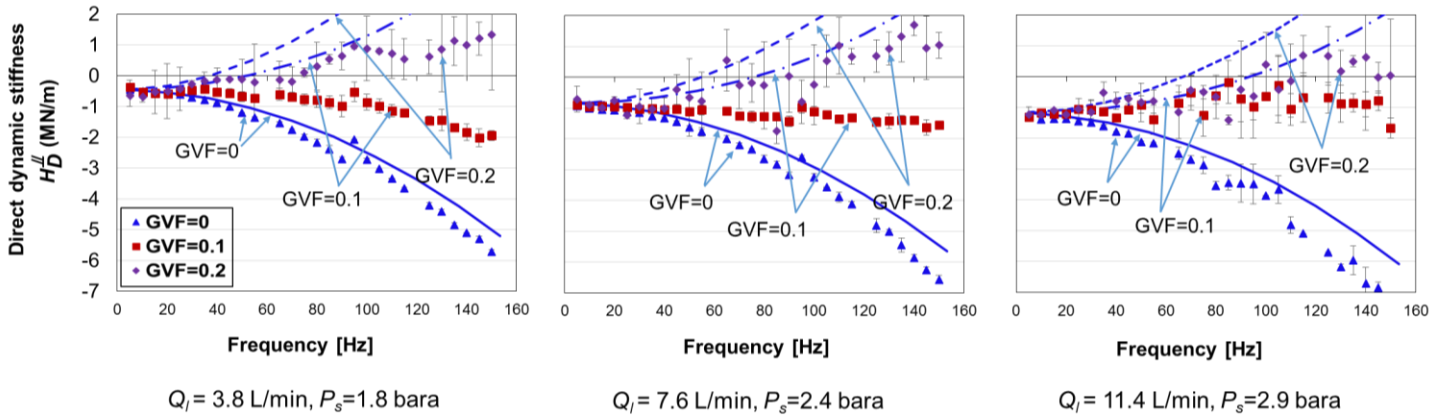 Direct dynamic stiffness
H_D^{ll} (MN/m)
2
1
0
-1
-2
-3
-4
-5
-6
-7
GVF=0
GVF=0.1
GVF=0.2
GVF=0
GVF=0.1
GVF=0.2
0 20 40 60 80 100 120 140 160
Frequency [Hz]
Q_l = 3.8 L/min, P_s=1.8 bara
GVF=0
GVF=0.1
GVF=0.2
0 20 40 60 80 100 120 140 160
Frequency [Hz]
Q_l = 7.6 L/min, P_s=2.4 bara
GVF=0
GVF=0.1
GVF=0.2
0 20 40 60 80 100 120 140 160
Frequency [Hz]
Q_l = 11.4 L/min, P_s=2.9 bara